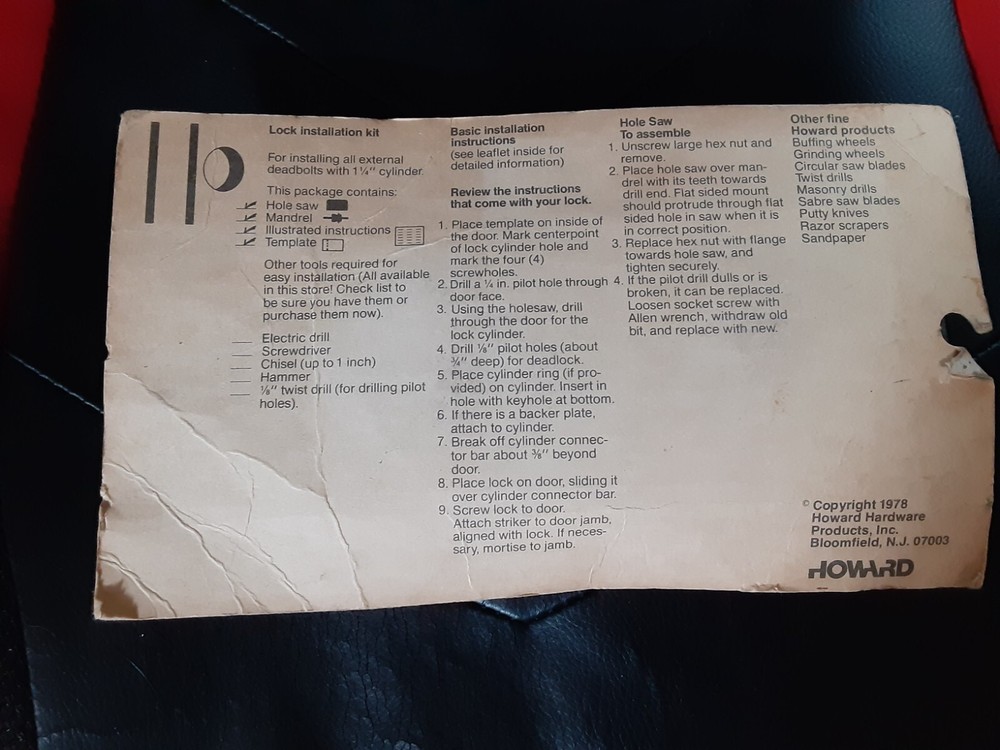 Lock installation kit
For installing all external
deadbolts with 1¼" cylinder.
This package contains:
Hole saw
Mandrel
Illustrated instructions
Template
Other tools required for
easy installation (All available
in this store! Check list to
be sure you have them or
purchase them now).
Electric drill
Screwdriver
Chisel (up to 1 inch)
Hammer
⅛" twist drill (for drilling pilot
holes).
Basic installation
instructions
(see leaflet inside for
detailed information)
Review the instructions
that come with your lock.
1. Place template on inside of
the door. Mark centerpoint
of lock cylinder hole and
mark the four (4)
screwholes.
2. Drill a ¼ in. pilot hole through
door face.
3. Using the holesaw, drill
through the door for the
lock cylinder.
4. Drill ⅛" pilot holes (about
¾" deep) for deadlock.
5. Place cylinder ring (if pro-
vided) on cylinder. Insert in
hole with keyhole at bottom.
6. If there is a backer plate,
attach to cylinder.
7. Break off cylinder connec-
tor bar about ⅜" beyond
door.
8. Place lock on door, sliding it
over cylinder connector bar.
9. Screw lock to door.
Attach striker to door jamb,
aligned with lock. If neces-
sary, mortise to jamb.
Hole Saw
To assemble
1. Unscrew large hex nut and
remove.
2. Place hole saw over man-
drel with its teeth towards
drill end. Flat sided mount
should protrude through flat
sided hole in saw when it is
in correct position.
3. Replace hex nut with flange
towards hole saw, and
tighten securely.
4. If the pilot drill dulls or is
broken, it can be replaced.
Loosen socket screw with
Allen wrench, withdraw old
bit, and replace with new.
Other fine
Howard products
Buffing wheels
Grinding wheels
Circular saw blades
Twist drills
Masonry drills
Sabre saw blades
Putty knives
Razor scrapers
Sandpaper
© Copyright 1978
Howard Hardware
Products, Inc.
Bloomfield, N.J. 07003
HOWARD